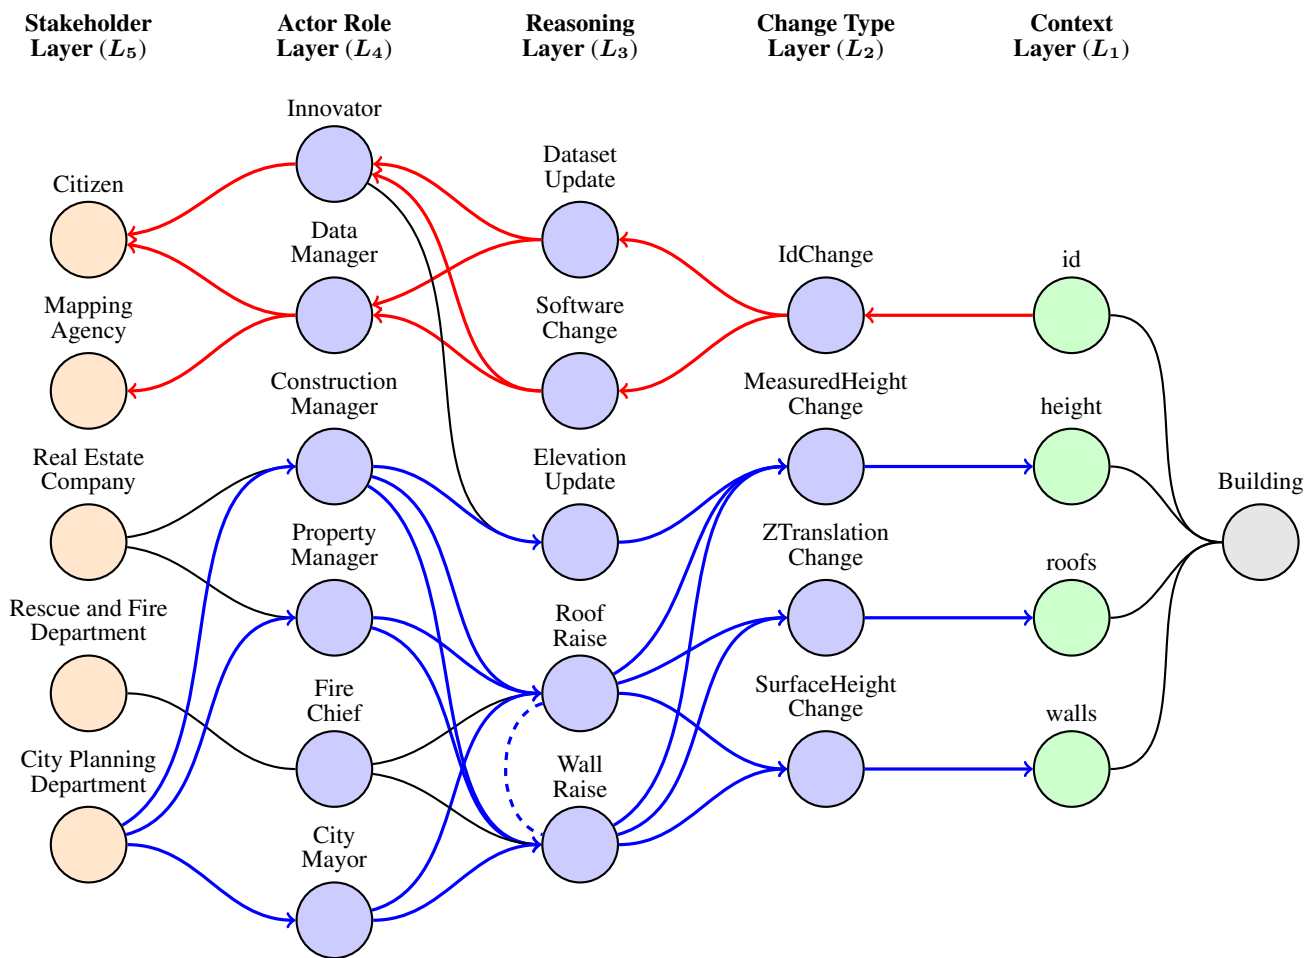 Stakeholder
Layer (L₅)
Actor Role
Layer (L₄)
Reasoning
Layer (L₃)
Change Type
Layer (L₂)
Context
Layer (L₁)
Citizen
Mapping
Agency
Real Estate
Company
Rescue and Fire
Department
City Planning
Department
Innovator
Data
Manager
Construction
Manager
Property
Manager
Fire
Chief
City
Mayor
Dataset
Update
Software
Change
Elevation
Update
Roof
Raise
Wall
Raise
IdChange
MeasuredHeight
Change
ZTranslation
Change
SurfaceHeight
Change
id
height
roofs
walls
Building